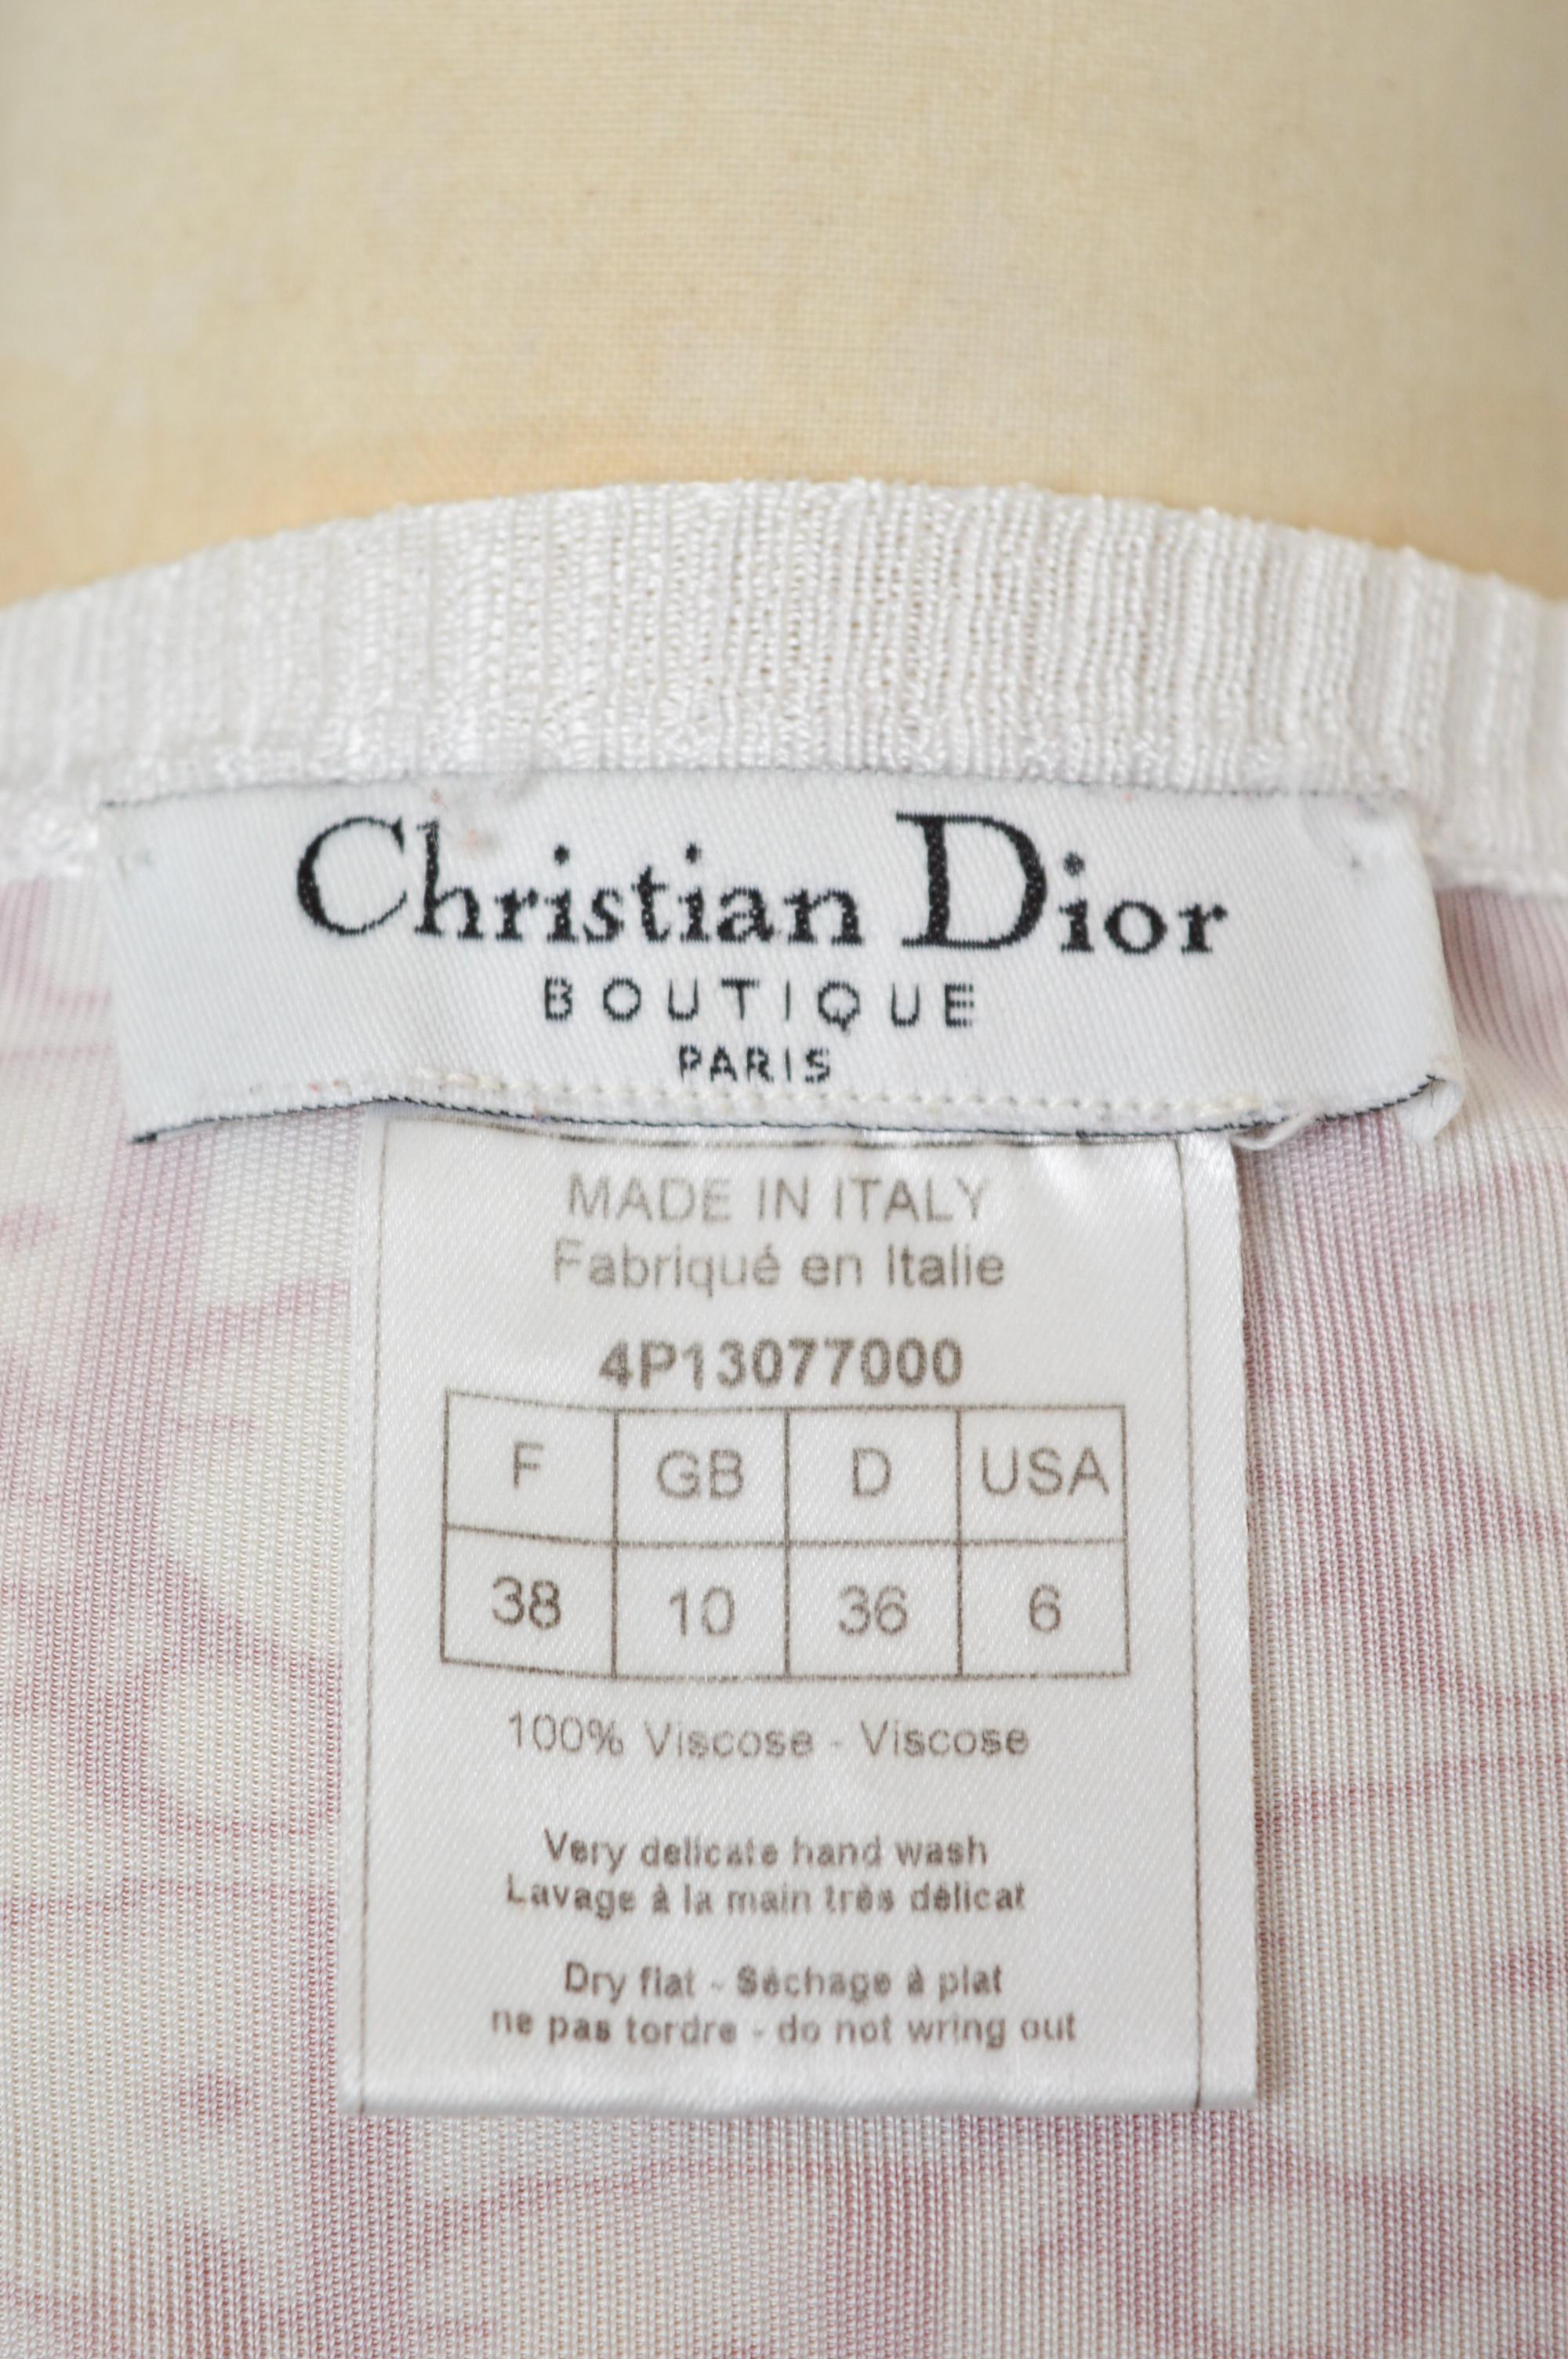 Christian Dior
BOUTIQUE
PARIS
MADE IN ITALY
Fabriqué en Italie
4P13077000
F GB D USA
38 10 36 6
100% Viscose - Viscose
Very delicate hand wash
Lavage à la main très délicat
Dry flat - Séchage à plat
ne pas tordre - do not wring out